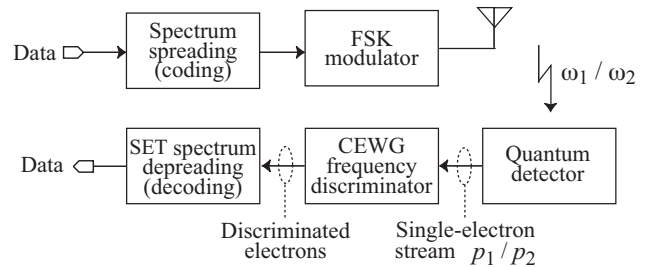 Data
Spectrum
spreading
(coding)
FSK
modulator
ω1 / ω2
Data
SET spectrum
depreading
(decoding)
CEWG
frequency
discriminator
Quantum
detector
Discriminated
electrons
Single-electron
stream p1 / p2